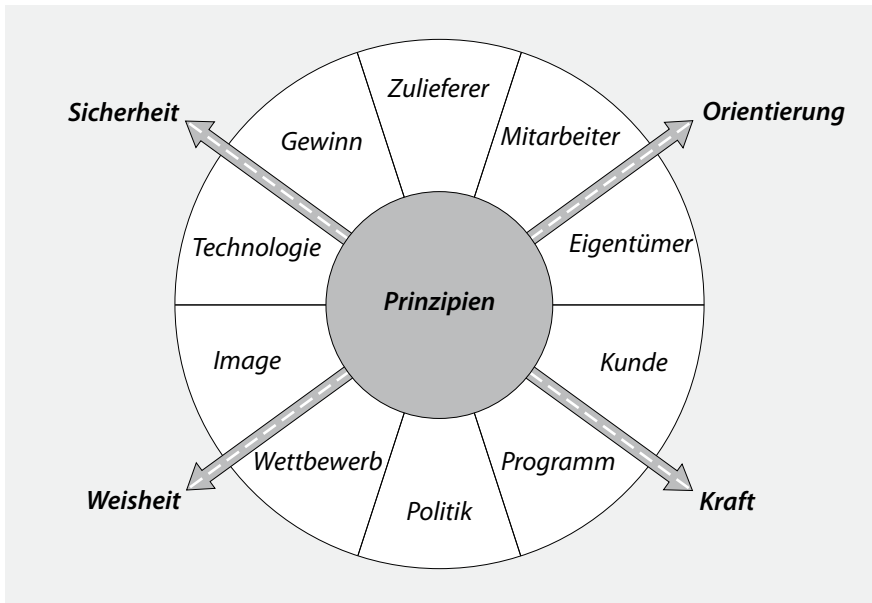 Zulieferer
Sicherheit
Orientierung
Gewinn
Mitarbeiter
Technologie
Eigentümer
Prinzipien
Image
Kunde
Wettbewerb
Programm
Weisheit
Politik
Kraft